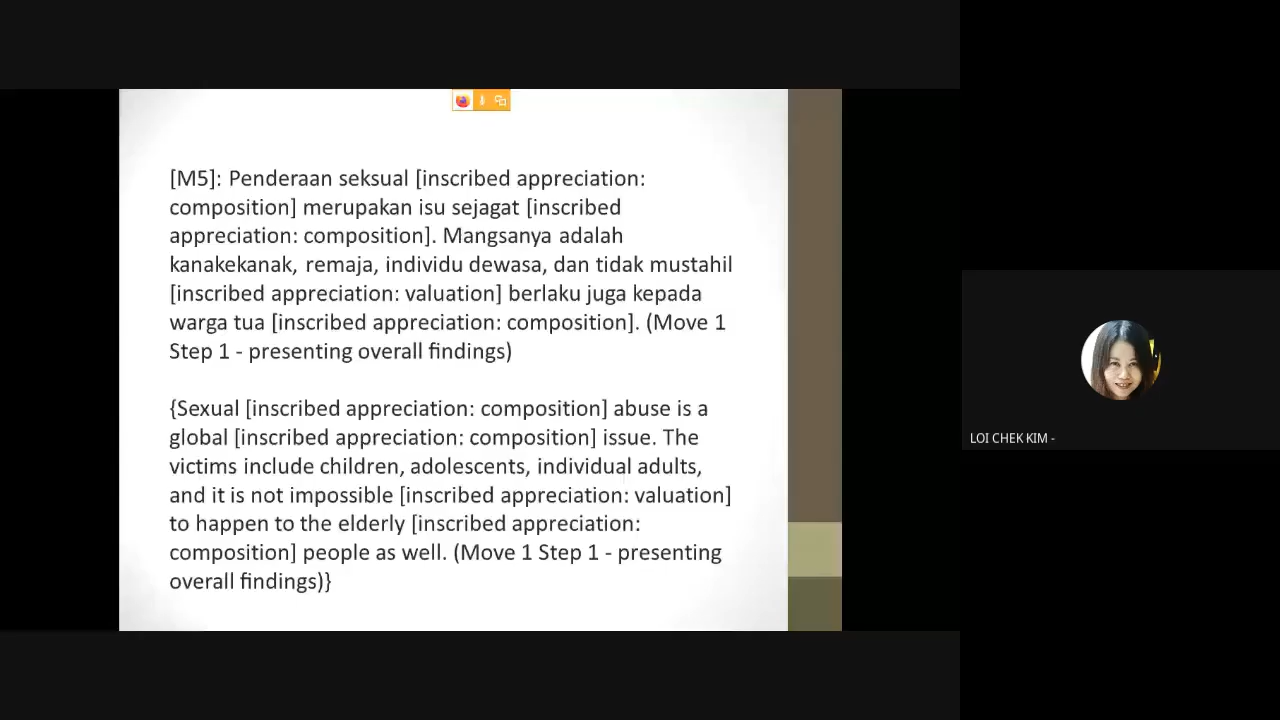 [M5]: Penderaan seksual [inscribed appreciation:
composition] merupakan isu sejagat [inscribed
appreciation: composition]. Mangsanya adalah
kanakekanak, remaja, individu dewasa, dan tidak mustahil
[inscribed appreciation: valuation] berlaku juga kepada
warga tua [inscribed appreciation: composition]. (Move 1
Step 1 - presenting overall findings)
{Sexual [inscribed appreciation: composition] abuse is a
global [inscribed appreciation: composition] issue. The
victims include children, adolescents, individual adults,
and it is not impossible [inscribed appreciation: valuation]
to happen to the elderly [inscribed appreciation:
composition] people as well. (Move 1 Step 1 - presenting
overall findings)}
LOI CHEK KIM -